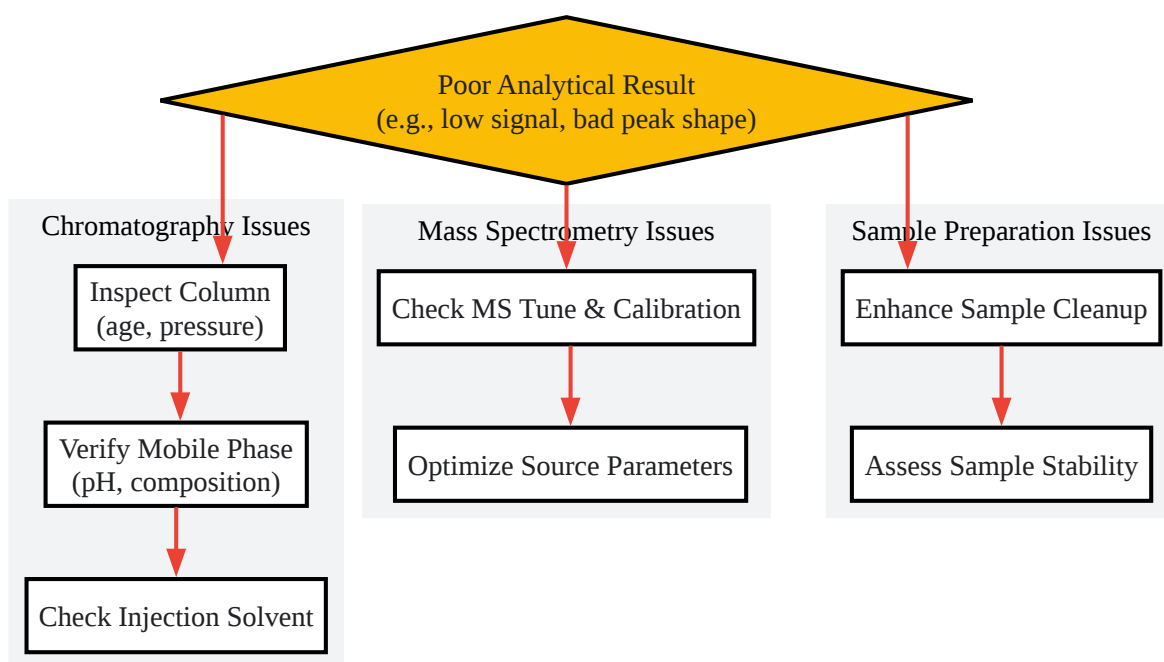 Poor Analytical Result
(e.g., low signal, bad peak shape)
Chromatography Issues
Inspect Column
(age, pressure)
Verify Mobile Phase
(pH, composition)
Check Injection Solvent
Mass Spectrometry Issues
Check MS Tune & Calibration
Optimize Source Parameters
Sample Preparation Issues
Enhance Sample Cleanup
Assess Sample Stability